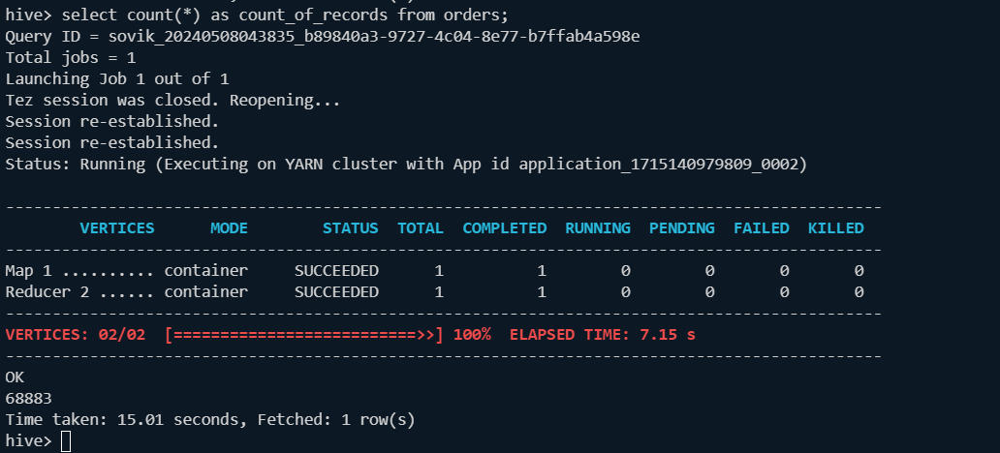 hive> select count(*) as count_of_records from orders;
Query ID = sovik_20240508043835_b89840a3-9727-4c04-8e77-b7ffab4a598e
Total jobs = 1
Launching Job 1 out of 1
Tez session was closed. Reopening...
Session re-established.
Session re-established.
Status: Running (Executing on YARN cluster with App id application_1715140979809_0002)
----------------------------------------------------------------------------------------------
        VERTICES      MODE        STATUS  TOTAL  COMPLETED  RUNNING  PENDING  FAILED  KILLED
----------------------------------------------------------------------------------------------
Map 1 .......... container     SUCCEEDED      1          1        0        0       0       0
Reducer 2 ...... container     SUCCEEDED      1          1        0        0       0       0
----------------------------------------------------------------------------------------------
VERTICES: 02/02  [==========================>>] 100%  ELAPSED TIME: 7.15 s
----------------------------------------------------------------------------------------------
OK
68883
Time taken: 15.01 seconds, Fetched: 1 row(s)
hive>